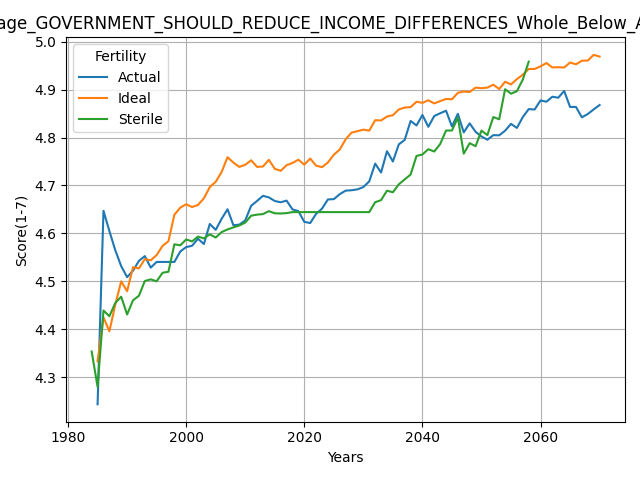 age_GOVERNMENT_SHOULD_REDUCE_INCOME_DIFFERENCES_Whole_Below_A
Fertility
Actual
Ideal
Sterile
Score(1-7)
5.0
4.9
4.8
4.7
4.6
4.5
4.4
4.3
1980
2000
2020
2040
2060
Years